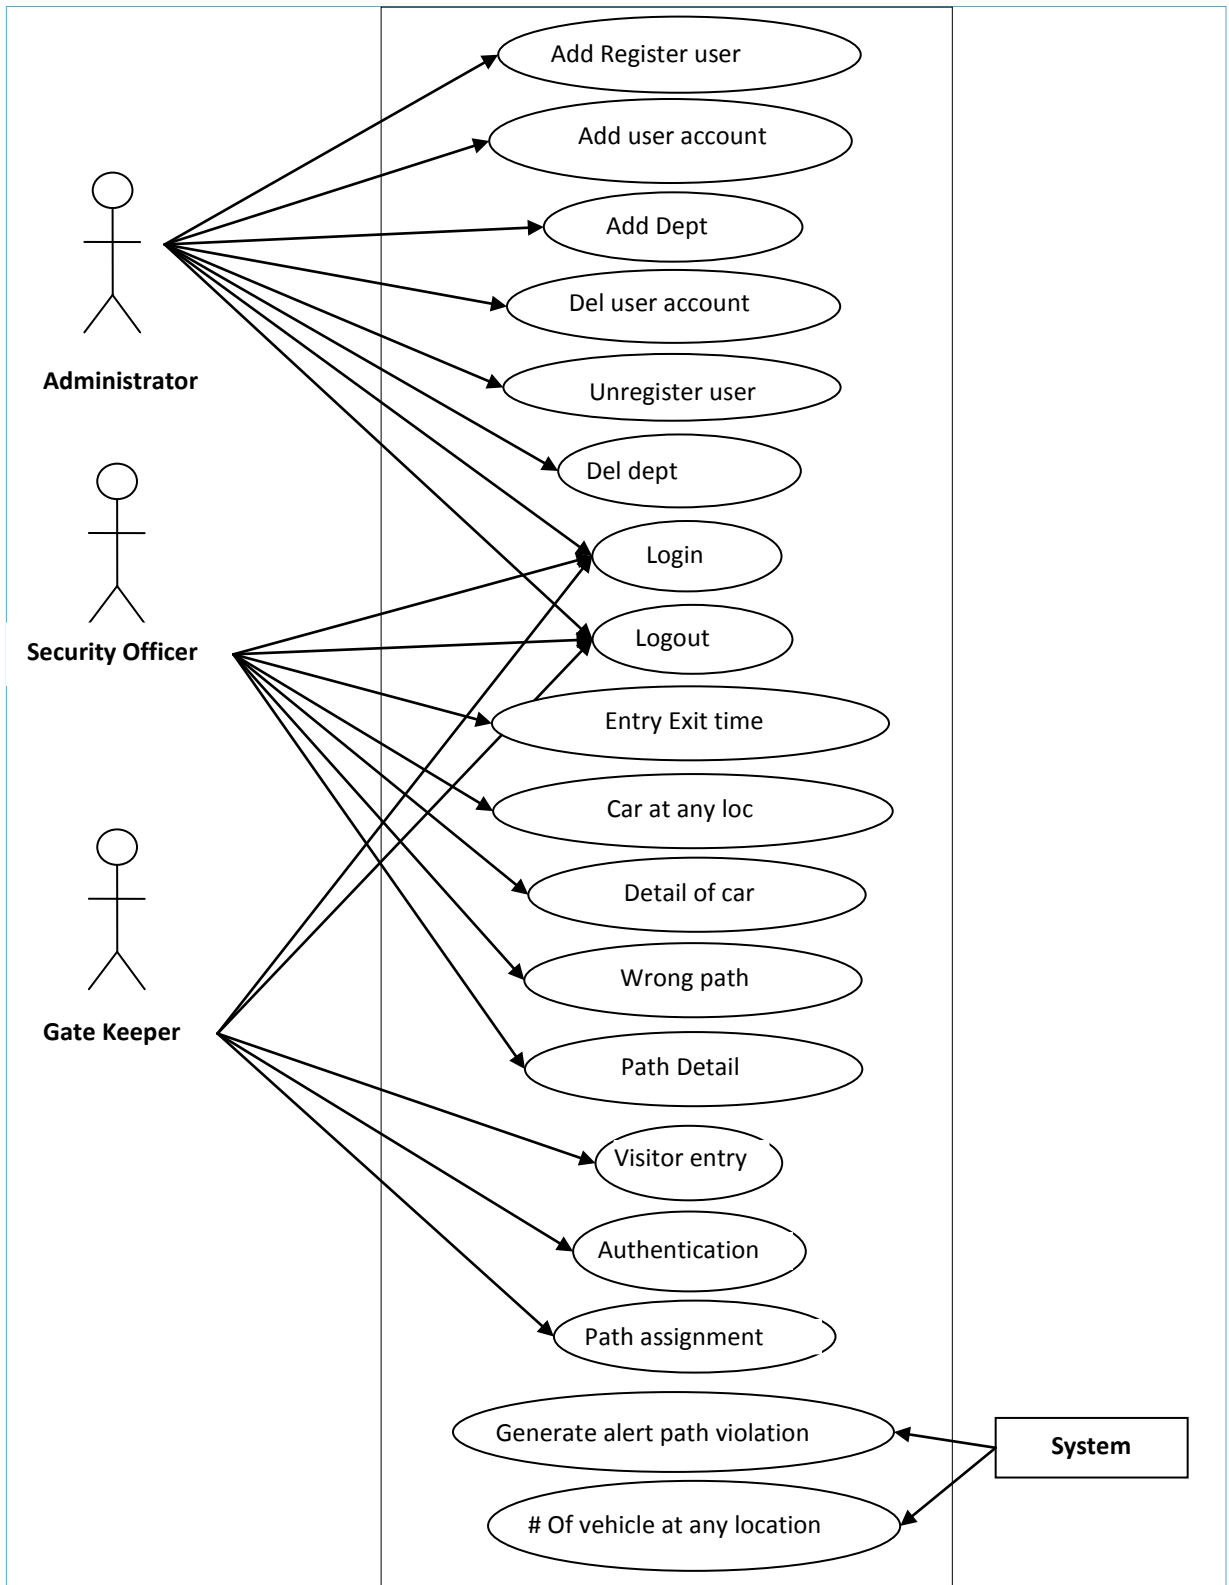 Add Register user
Add user account
Add Dept
Del user account
Administrator
Unregister user
Del dept
Login
Logout
Security Officer
Entry Exit time
Car at any loc
Detail of car
Wrong path
Gate Keeper
Path Detail
Visitor entry
Authentication
Path assignment
Generate alert path violation
System
# Of vehicle at any location